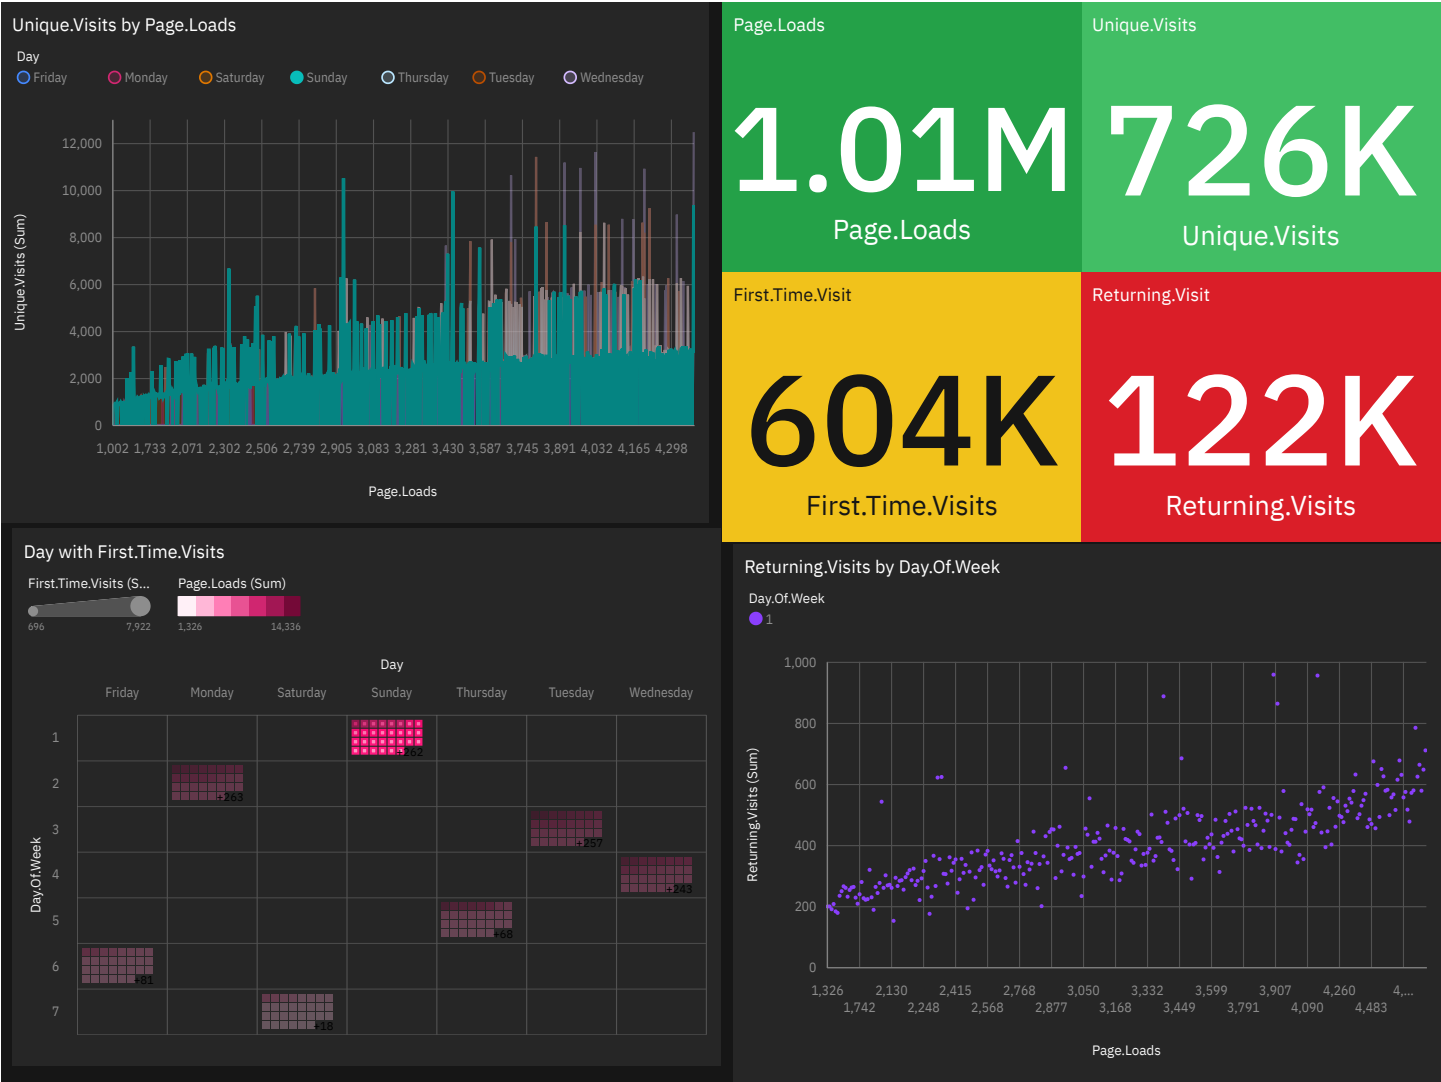 Unique.Visits by Page.Loads
Day
Friday Monday Saturday Sunday Thursday Tuesday Wednesday
12,000
10,000
8,000
6,000
4,000
2,000
0
Unique.Visits (Sum)
1,002 1,733 2,071 2,302 2,506 2,739 2,905 3,083 3,281 3,430 3,587 3,745 3,891 4,032 4,165 4,298
Page.Loads
Page.Loads
1.01M
Page.Loads
Unique.Visits
726K
Unique.Visits
First.Time.Visit
604K
First.Time.Visits
Returning.Visit
122K
Returning.Visits
Day with First.Time.Visits
First.Time.Visits (S... Page.Loads (Sum)
696 7,922 1,326 14,336
Day
Friday Monday Saturday Sunday Thursday Tuesday Wednesday
Day.Of.Week
1 +262
2 +263
3 +257
4 +243
5 +68
6 +81
7 +18
Returning.Visits by Day.Of.Week
Day.Of.Week
1
1,000
800
600
400
200
0
Returning.Visits (Sum)
1,326 2,130 2,415 2,768 3,050 3,332 3,599 3,907 4,260 4,...
1,742 2,248 2,568 2,877 3,168 3,449 3,791 4,090 4,483
Page.Loads